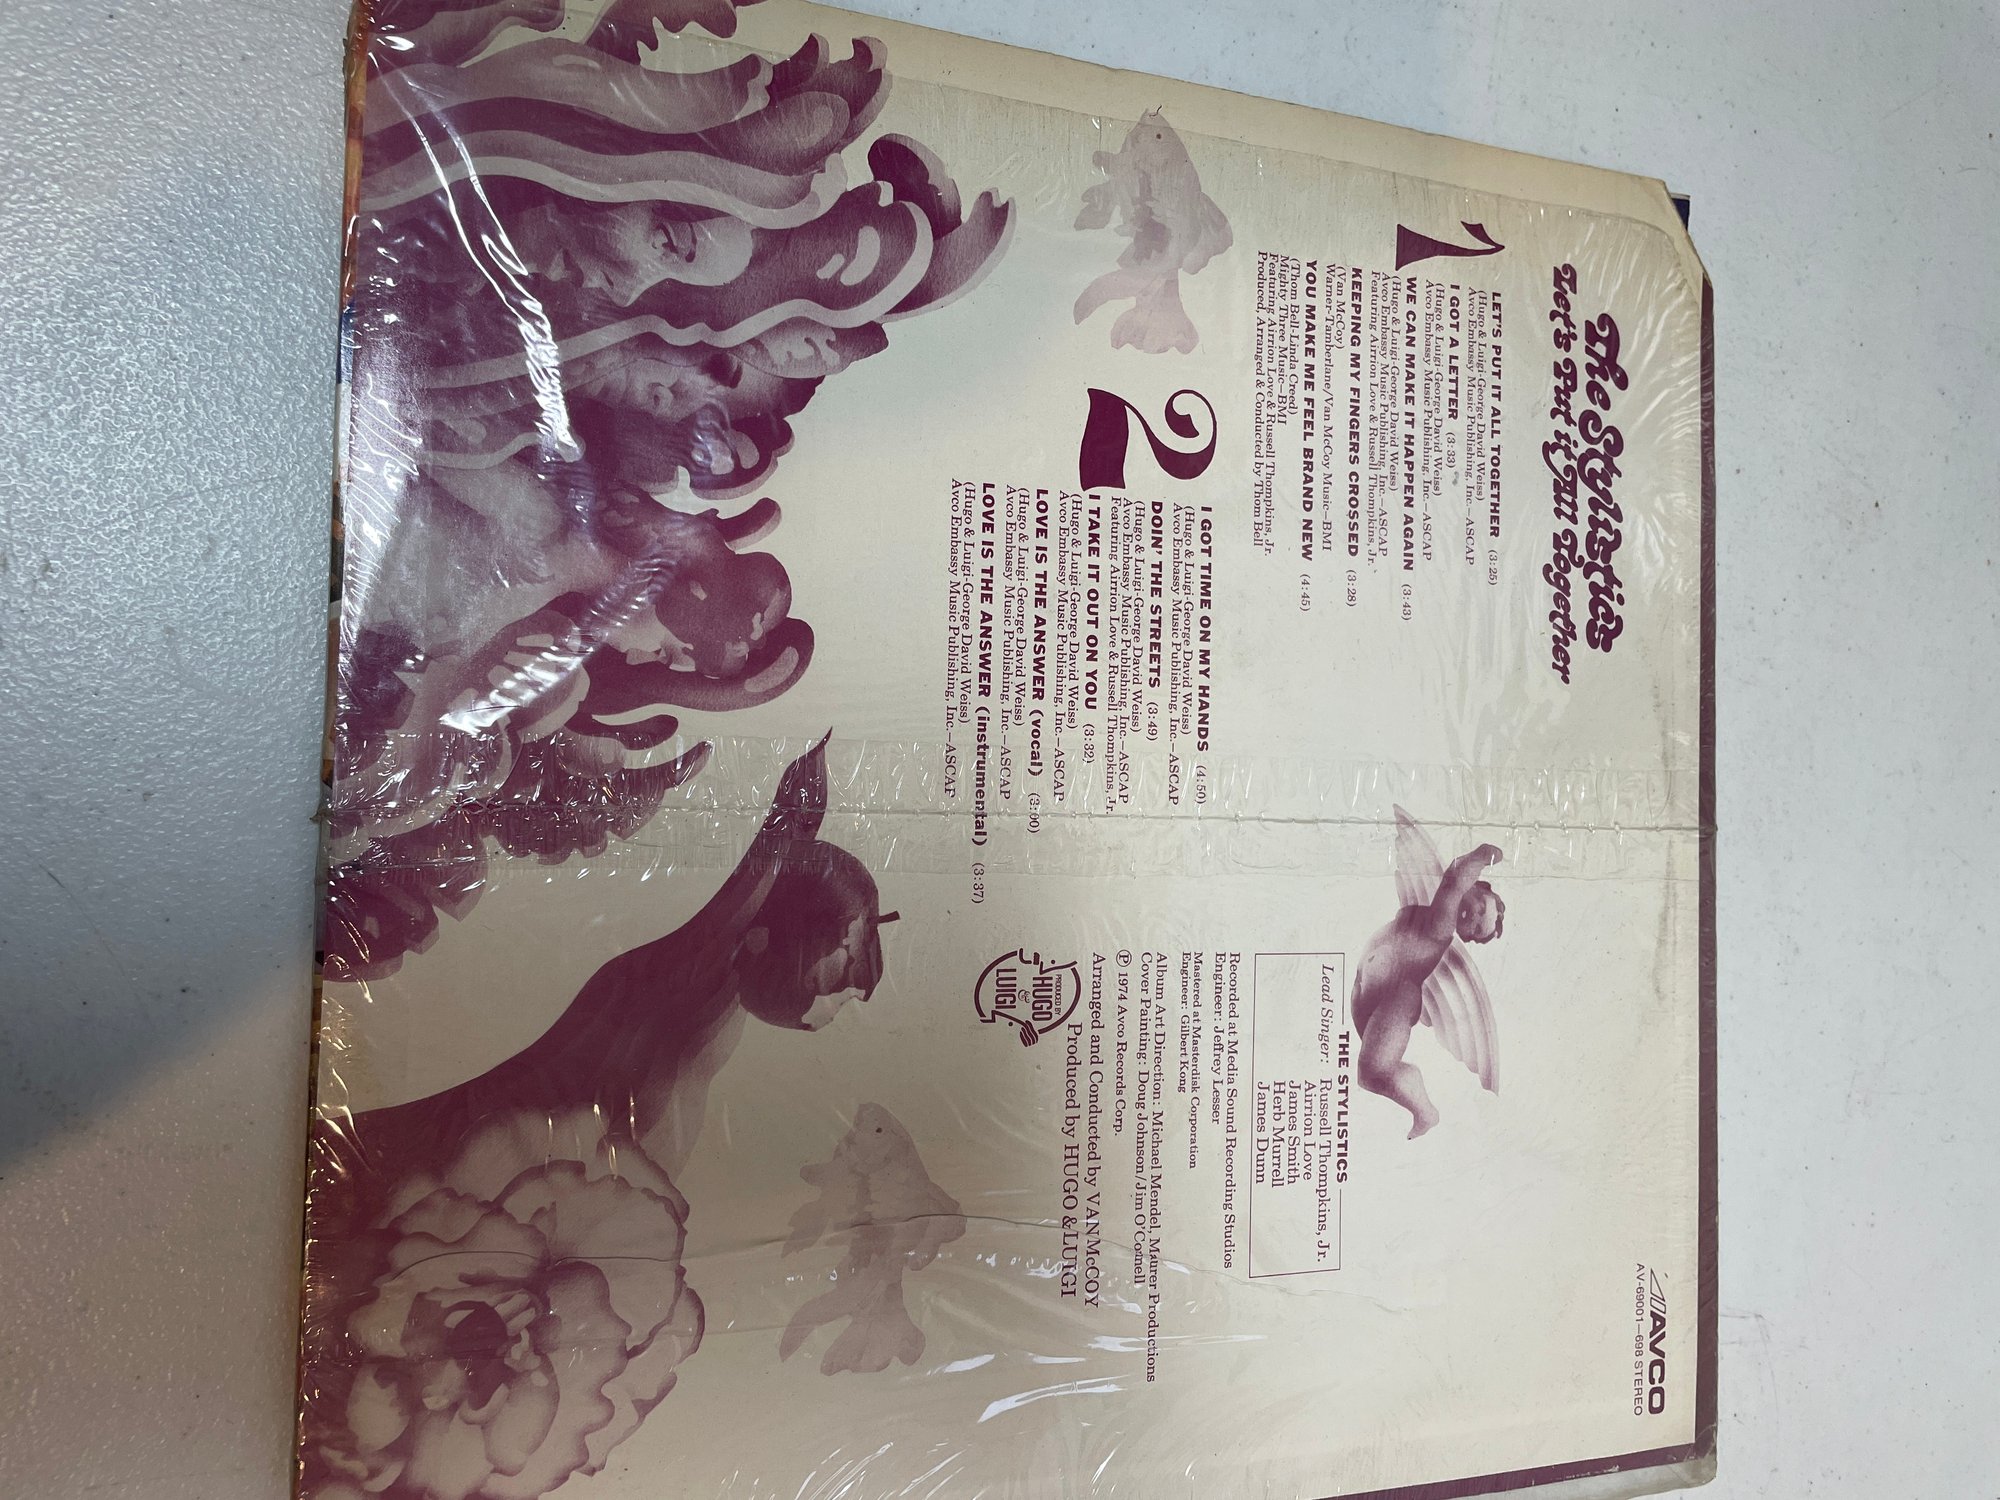 The Stylistics
Let's Put it All Together
AVCO
AV-69001-698 STEREO
1
LET'S PUT IT ALL TOGETHER (3:25)
(Hugo & Luigi-George David Weiss)
Avco Embassy Music Publishing, Inc.—ASCAP
I GOT A LETTER (3:33)
(Hugo & Luigi-George David Weiss)
Avco Embassy Music Publishing, Inc.—ASCAP
WE CAN MAKE IT HAPPEN AGAIN (3:43)
(Hugo & Luigi-George David Weiss)
Avco Embassy Music Publishing, Inc.—ASCAP
Featuring Airrion Love & Russell Thompkins, Jr.
KEEPING MY FINGERS CROSSED (3:28)
(Van McCoy)
Warner-Tamberlane/Van McCoy Music—BMI
YOU MAKE ME FEEL BRAND NEW (4:45)
(Thom Bell-Linda Creed)
Mighty Three Music—BMI
Featuring Airrion Love & Russell Thompkins, Jr.
Produced, Arranged & Conducted by Thom Bell
2
I GOT TIME ON MY HANDS (4:50)
(Hugo & Luigi-George David Weiss)
Avco Embassy Music Publishing, Inc.—ASCAP
DOIN' THE STREETS (3:49)
(Hugo & Luigi-George David Weiss)
Avco Embassy Music Publishing, Inc.—ASCAP
Featuring Airrion Love & Russell Thompkins, Jr.
I TAKE IT OUT ON YOU (3:32)
(Hugo & Luigi-George David Weiss)
Avco Embassy Music Publishing, Inc.—ASCAP
LOVE IS THE ANSWER (vocal) (3:00)
(Hugo & Luigi-George David Weiss)
Avco Embassy Music Publishing, Inc.—ASCAP
LOVE IS THE ANSWER (instrumental) (3:37)
(Hugo & Luigi-George David Weiss)
Avco Embassy Music Publishing, Inc.—ASCAP
THE STYLISTICS
Lead Singer: Russell Thompkins, Jr.
Airrion Love
James Smith
Herb Murrell
James Dunn
Recorded at Media Sound Recording Studios
Engineer: Jeffrey Lesser
Mastered at Masterdisk Corporation
Engineer: Gilbert Kong
Album Art Direction: Michael Mendel, Maurer Productions
Cover Painting: Doug Johnson/Jim O'Connell
Ⓟ 1974 Avco Records Corp.
Arranged and Conducted by VAN McCOY
Produced by HUGO & LUIGI
PRODUCED BY
HUGO
&
LUIGI